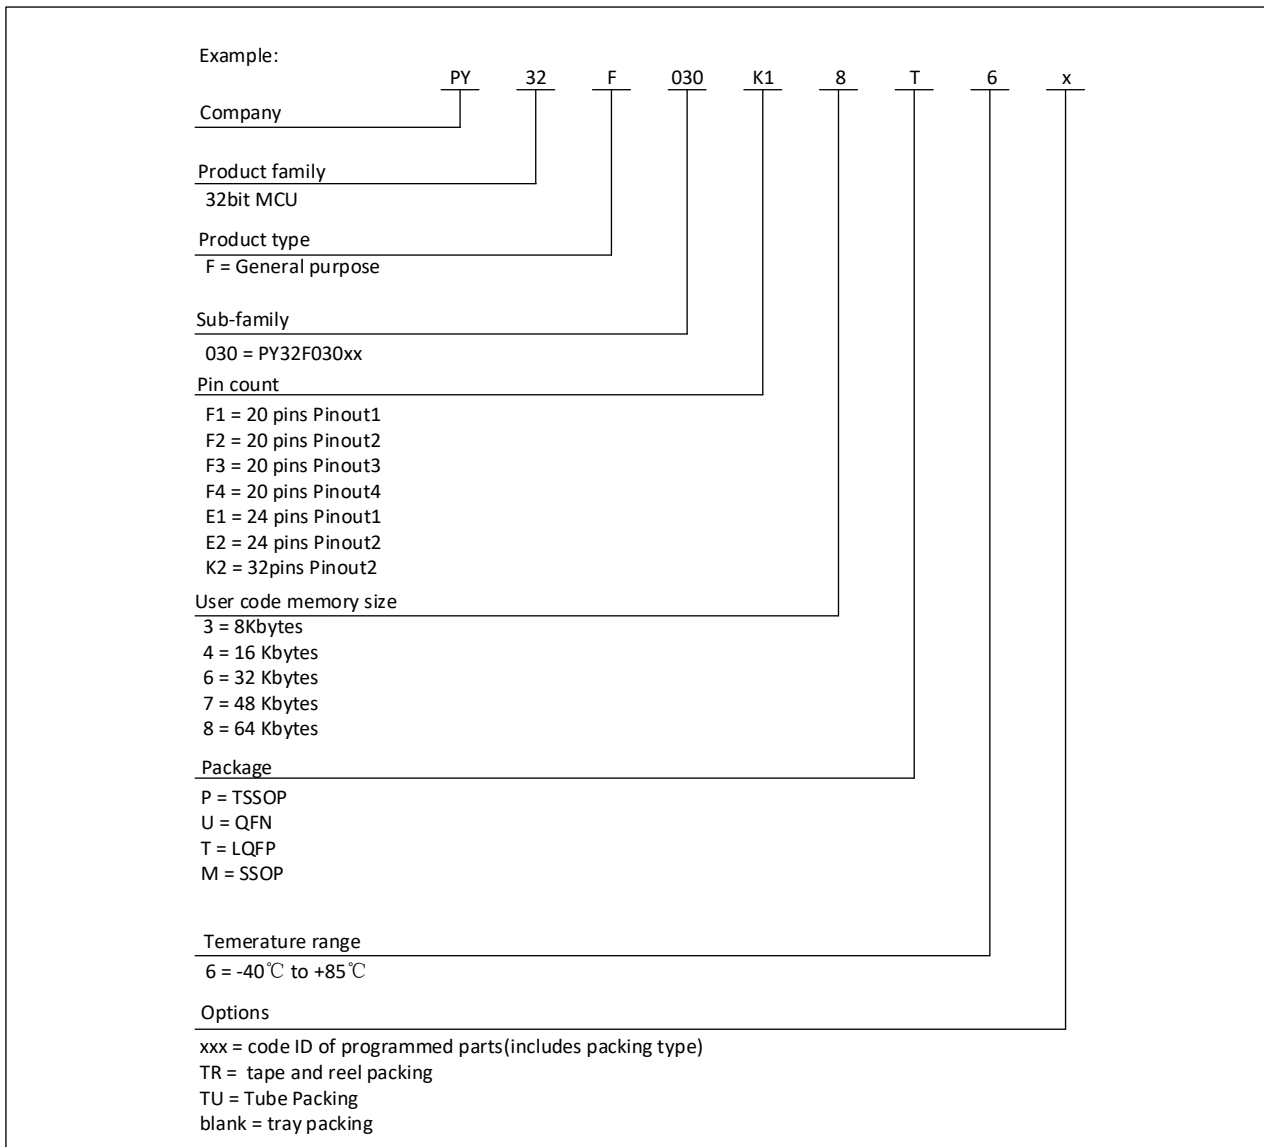 Example:
PY 32 F 030 K1 8 T 6 x
Company
Product family
32bit MCU
Product type
F = General purpose
Sub-family
030 = PY32F030xx
Pin count
F1 = 20 pins Pinout1
F2 = 20 pins Pinout2
F3 = 20 pins Pinout3
F4 = 20 pins Pinout4
E1 = 24 pins Pinout1
E2 = 24 pins Pinout2
K2 = 32pins Pinout2
User code memory size
3 = 8Kbytes
4 = 16 Kbytes
6 = 32 Kbytes
7 = 48 Kbytes
8 = 64 Kbytes
Package
P = TSSOP
U = QFN
T = LQFP
M = SSOP
Temerature range
6 = -40℃ to +85℃
Options
xxx = code ID of programmed parts(includes packing type)
TR = tape and reel packing
TU = Tube Packing
blank = tray packing